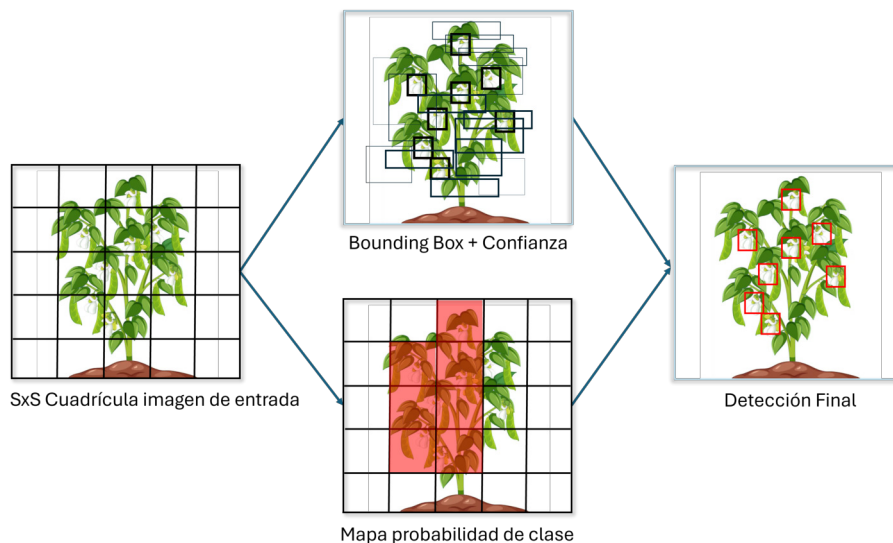 Bounding Box + Confianza
SxS Cuadrícula imagen de entrada
Detección Final
Mapa probabilidad de clase